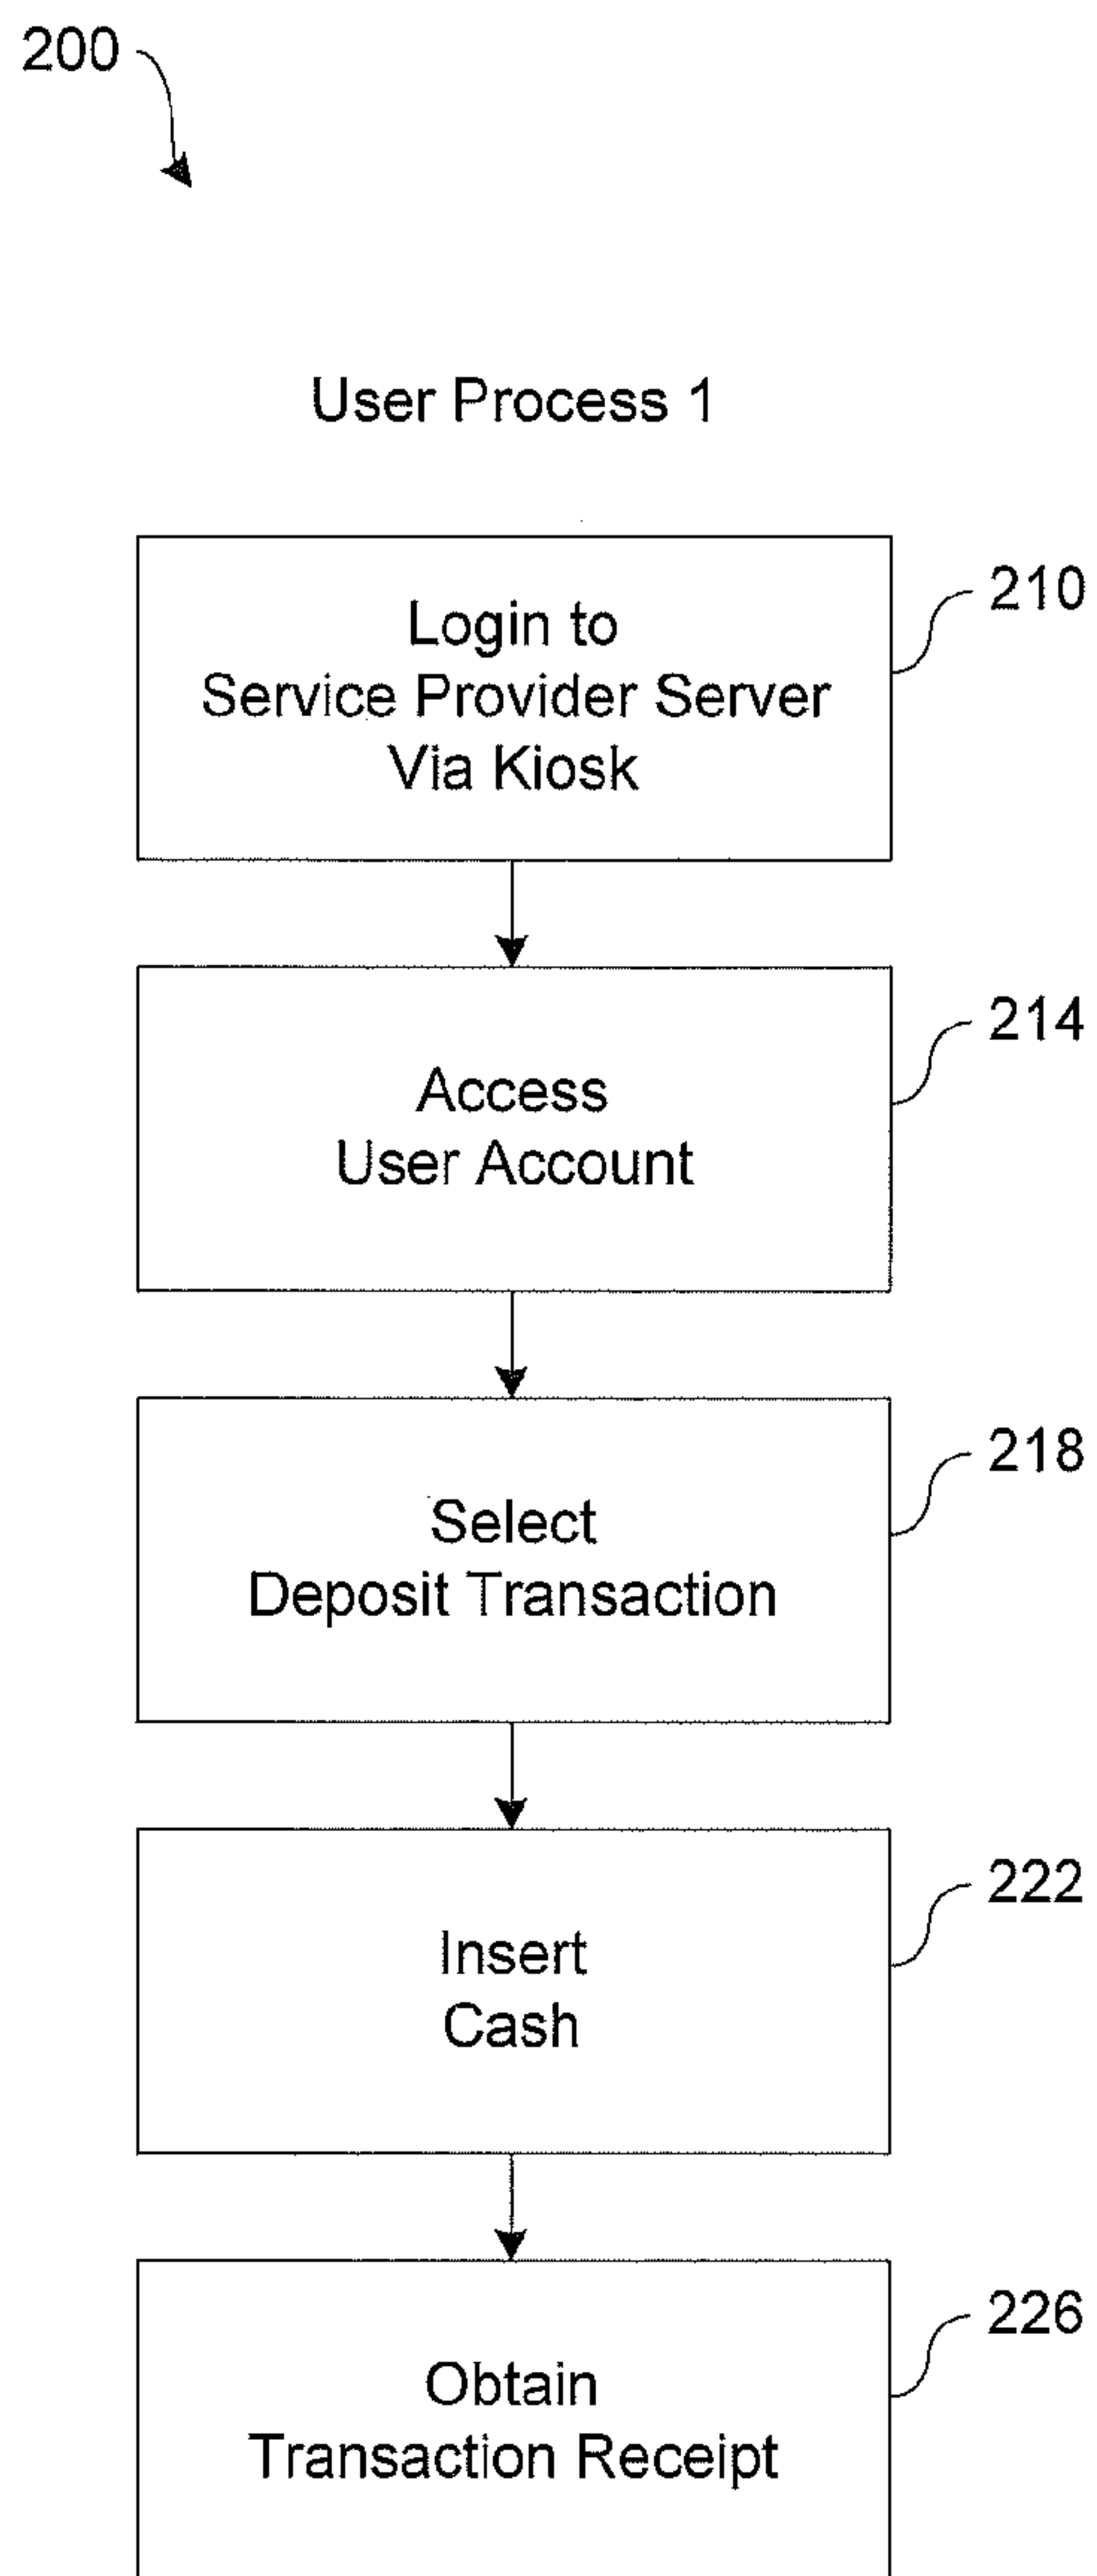 200
User Process 1
Login to
Service Provider Server
Via Kiosk
210
Access
User Account
214
Select
Deposit Transaction
218
Insert
Cash
222
Obtain
Transaction Receipt
226